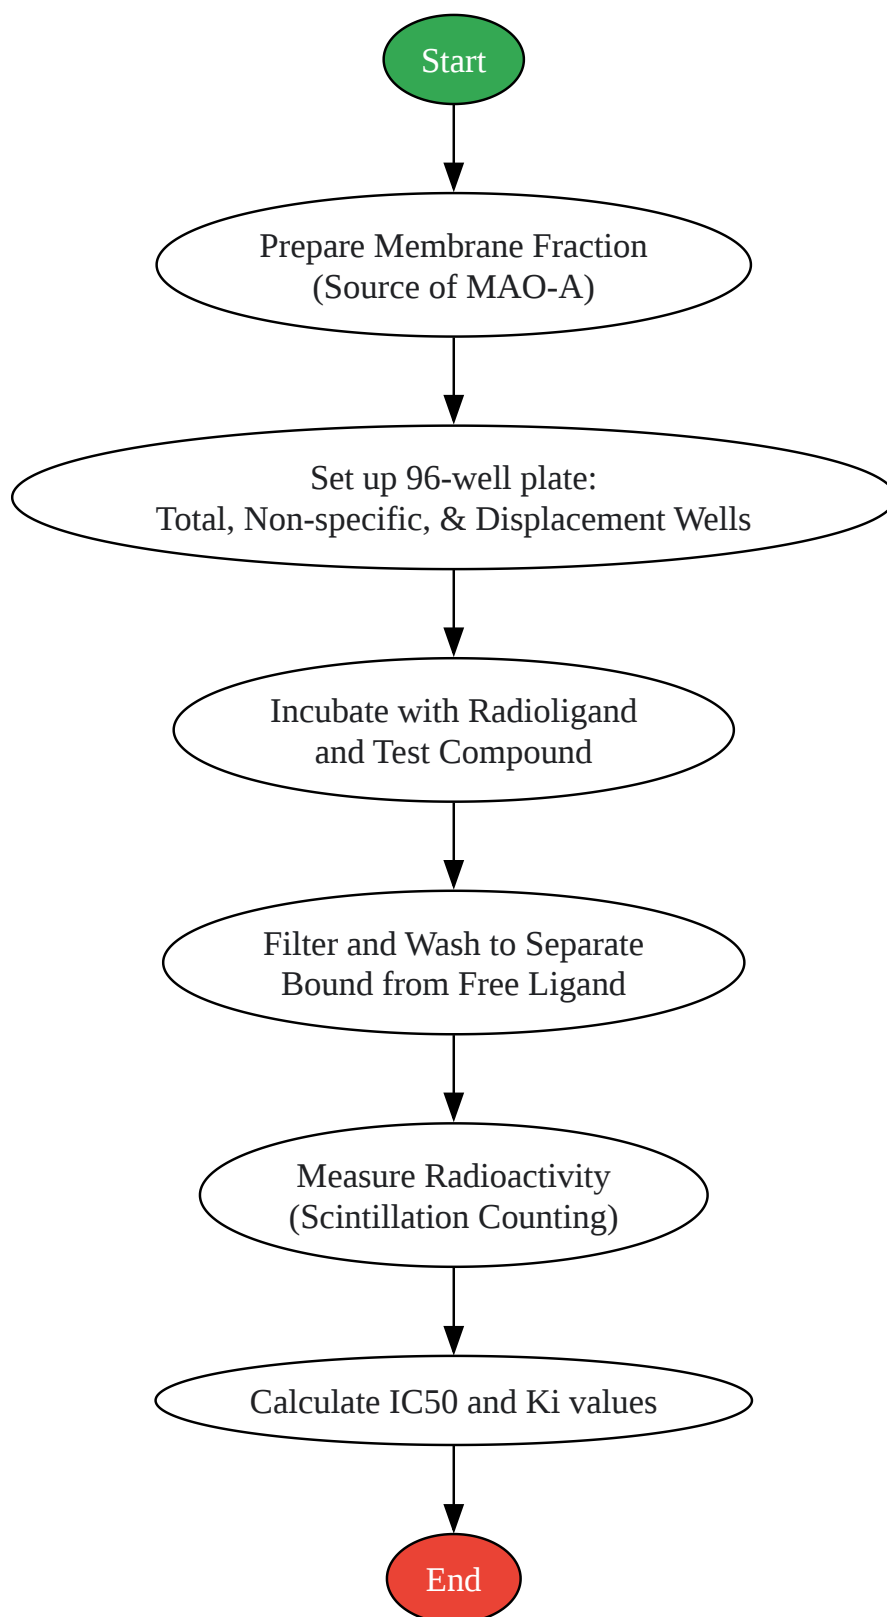 Start
Prepare Membrane Fraction
(Source of MAO-A)
Set up 96-well plate:
Total, Non-specific, & Displacement Wells
Incubate with Radioligand
and Test Compound
Filter and Wash to Separate
Bound from Free Ligand
Measure Radioactivity
(Scintillation Counting)
Calculate IC50 and Ki values
End